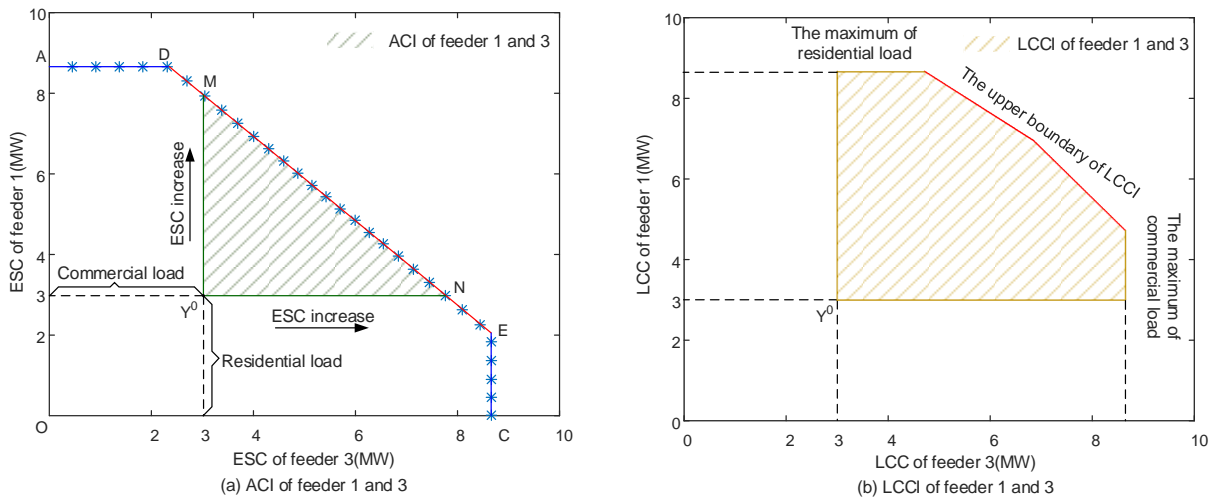 10
8
6
4
3
2
O
2
3
4
6
8
10
A
D
M
N
E
C
Y⁰
ACI of feeder 1 and 3
ESC increase
Commercial load
ESC increase
Residential load
ESC of feeder 1(MW)
ESC of feeder 3(MW)
(a) ACI of feeder 1 and 3
10
8
6
4
3
2
0
0
2
3
4
6
8
10
The maximum of
residential load
LCCI of feeder 1 and 3
The upper boundary of LCCI
The maximum of
commercial load
Y⁰
LCC of feeder 1(MW)
LCC of feeder 3(MW)
(b) LCCI of feeder 1 and 3